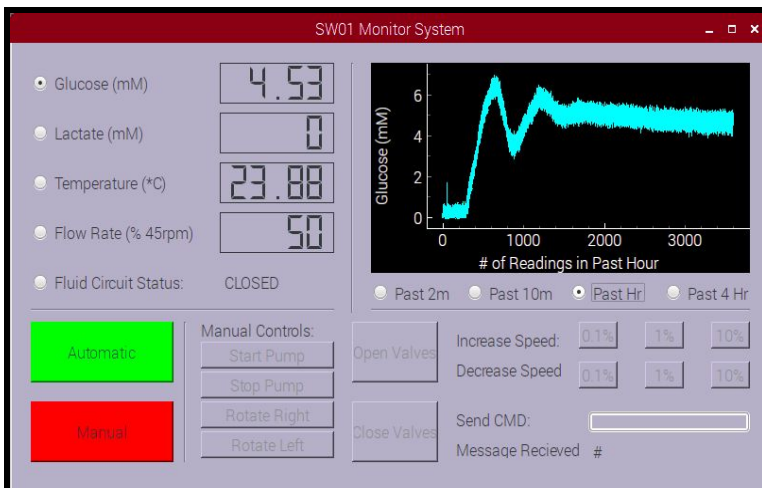 SW01 Monitor System
Glucose (mM)
4.53
Lactate (mM)
0
Temperature (*C)
23.88
Flow Rate (% 45rpm)
50
Fluid Circuit Status: CLOSED
Glucose (mM)
6
4
2
0
0 1000 2000 3000
# of Readings in Past Hour
Past 2m Past 10m Past Hr Past 4 Hr
Automatic
Manual
Manual Controls:
Start Pump
Stop Pump
Rotate Right
Rotate Left
Open Valves
Close Valves
Increase Speed: 0.1% 1% 10%
Decrease Speed 0.1% 1% 10%
Send CMD:
Message Recieved #